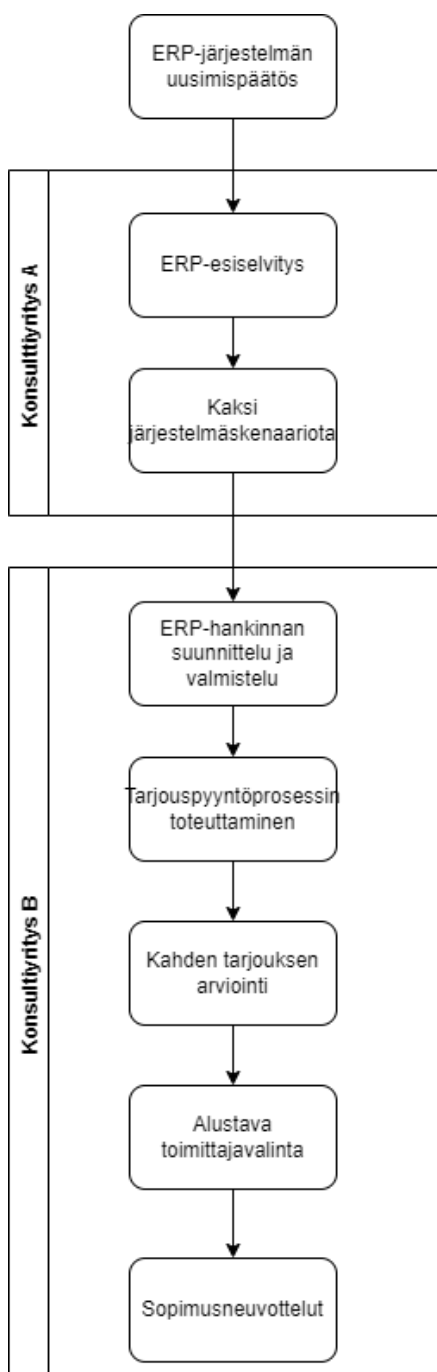 ERP-järjestelmän
uusimispäätös
Konsulttiyritys A
ERP-esiselvitys
Kaksi
järjestelmäskenaariota
Konsultiyritys B
ERP-hankinnan
suunnittelu ja
valmistelu
Tarjouspyyntöprosessin
toteuttaminen
Kahden tarjouksen
arviointi
Alustava
toimittajavalinta
Sopimusneuvottelut